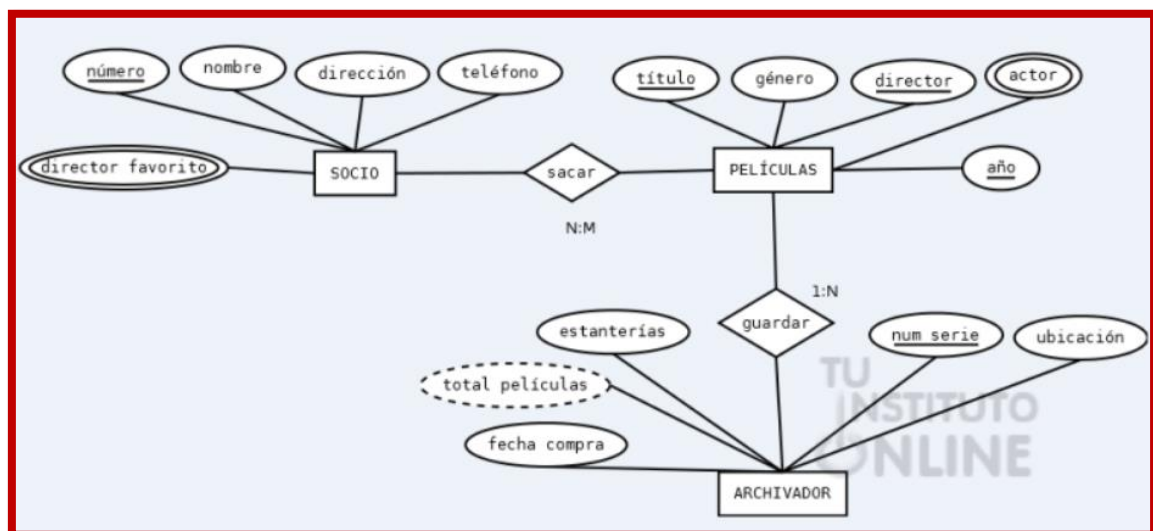 número
nombre
dirección
teléfono
título
género
director
actor
director favorito
SOCIO
sacar
PELÍCULAS
año
N:M
1:N
estanterías
guardar
num serie
ubicación
total películas
fecha compra
ARCHIVADOR
TU
INSTITUTO
ONLINE